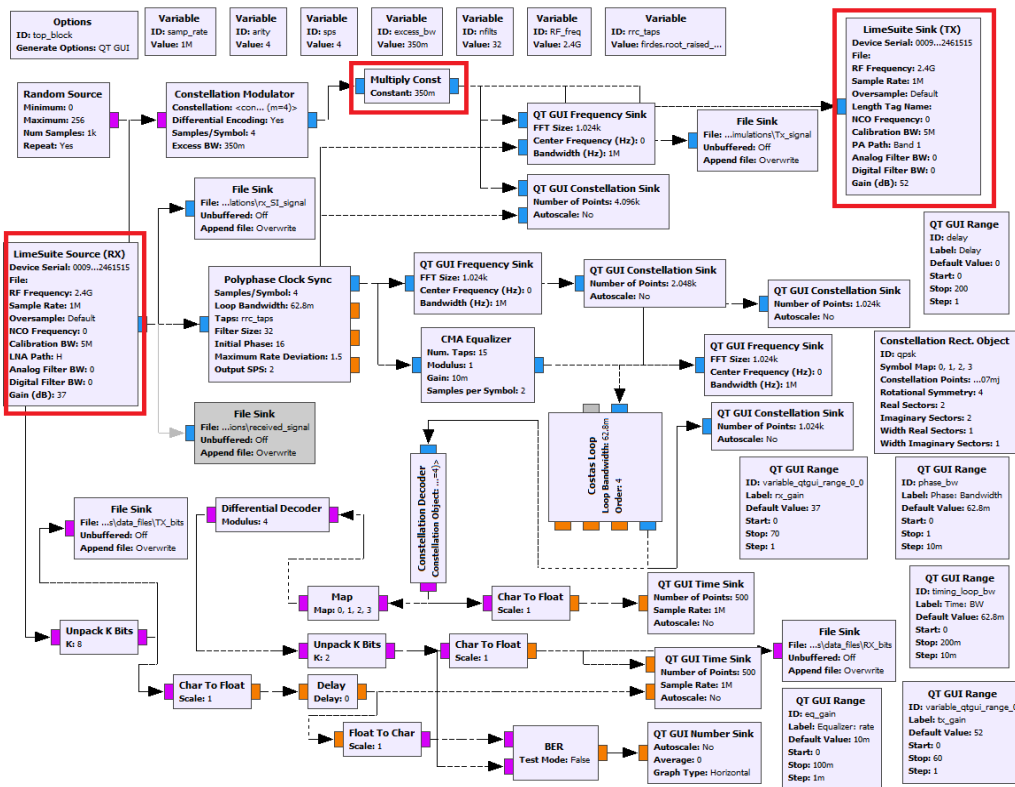 Options
ID: top_block
Generate Options: QT GUI
Variable
ID: samp_rate
Value: 1M
Variable
ID: arity
Value: 4
Variable
ID: sps
Value: 4
Variable
ID: excess_bw
Value: 350m
Variable
ID: nfilts
Value: 32
Variable
ID: RF_freq
Value: 2.4G
Variable
ID: rrc_taps
Value: firdes.root_raised_...
LimeSuite Sink (TX)
Device Serial: 0009...2461515
File:
RF Frequency: 2.4G
Sample Rate: 1M
Oversample: Default
Length Tag Name:
NCO Frequency: 0
Calibration BW: 5M
PA Path: Band 1
Analog Filter BW: 0
Digital Filter BW: 0
Gain (dB): 52
Random Source
Minimum: 0
Maximum: 256
Num Samples: 1k
Repeat: Yes
Constellation Modulator
Constellation: <con... (m=4)>
Differential Encoding: Yes
Samples/Symbol: 4
Excess BW: 350m
Multiply Const
Constant: 350m
QT GUI Frequency Sink
FFT Size: 1.024k
Center Frequency (Hz): 0
Bandwidth (Hz): 1M
File Sink
File: ...imulations\Tx_signal
Unbuffered: Off
Append file: Overwrite
File Sink
File: ...lations\rx_SI_signal
Unbuffered: Off
Append file: Overwrite
QT GUI Constellation Sink
Number of Points: 4.096k
Autoscale: No
QT GUI Range
ID: delay
Label: Delay
Default Value: 0
Start: 0
Stop: 200
Step: 1
LimeSuite Source (RX)
Device Serial: 0009...2461515
File:
RF Frequency: 2.4G
Sample Rate: 1M
Oversample: Default
NCO Frequency: 0
Calibration BW: 5M
LNA Path: H
Analog Filter BW: 0
Digital Filter BW: 0
Gain (dB): 37
Polyphase Clock Sync
Samples/Symbol: 4
Loop Bandwidth: 62.8m
Taps: rrc_taps
Filter Size: 32
Initial Phase: 16
Maximum Rate Deviation: 1.5
Output SPS: 2
QT GUI Frequency Sink
FFT Size: 1.024k
Center Frequency (Hz): 0
Bandwidth (Hz): 1M
QT GUI Constellation Sink
Number of Points: 2.048k
Autoscale: No
QT GUI Constellation Sink
Number of Points: 1.024k
Autoscale: No
CMA Equalizer
Num. Taps: 15
Modulus: 1
Gain: 10m
Samples per Symbol: 2
QT GUI Frequency Sink
FFT Size: 1.024k
Center Frequency (Hz): 0
Bandwidth (Hz): 1M
Constellation Rect. Object
ID: qpsk
Symbol Map: 0, 1, 2, 3
Constellation Points: ...07mj
Rotational Symmetry: 4
Real Sectors: 2
Imaginary Sectors: 2
Width Real Sectors: 1
Width Imaginary Sectors: 1
File Sink
File: ...ions\received_signal
Unbuffered: Off
Append file: Overwrite
Costas Loop
Loop Bandwidth: 62.8m
Order: 4
QT GUI Constellation Sink
Number of Points: 1.024k
Autoscale: No
Constellation Decoder
Constellation Object: ...=4)>
QT GUI Range
ID: variable_qtgui_range_0_0
Label: rx_gain
Default Value: 37
Start: 0
Stop: 70
Step: 1
QT GUI Range
ID: phase_bw
Label: Phase: Bandwidth
Default Value: 62.8m
Start: 0
Stop: 1
Step: 10m
File Sink
File: ...s\data_files\TX_bits
Unbuffered: Off
Append file: Overwrite
Differential Decoder
Modulus: 4
Map
Map: 0, 1, 2, 3
Char To Float
Scale: 1
QT GUI Time Sink
Number of Points: 500
Sample Rate: 1M
Autoscale: No
QT GUI Range
ID: timing_loop_bw
Label: Time: BW
Default Value: 62.8m
Start: 0
Stop: 200m
Step: 10m
Unpack K Bits
K: 8
Unpack K Bits
K: 2
Char To Float
Scale: 1
QT GUI Time Sink
Number of Points: 500
Sample Rate: 1M
Autoscale: No
File Sink
File: ...s\data_files\RX_bits
Unbuffered: Off
Append file: Overwrite
Char To Float
Scale: 1
Delay
Delay: 0
Float To Char
Scale: 1
BER
Test Mode: False
QT GUI Number Sink
Autoscale: No
Average: 0
Graph Type: Horizontal
QT GUI Range
ID: eq_gain
Label: Equalizer: rate
Default Value: 10m
Start: 0
Stop: 100m
Step: 1m
QT GUI Range
ID: variable_qtgui_range_0
Label: tx_gain
Default Value: 52
Start: 0
Stop: 60
Step: 1